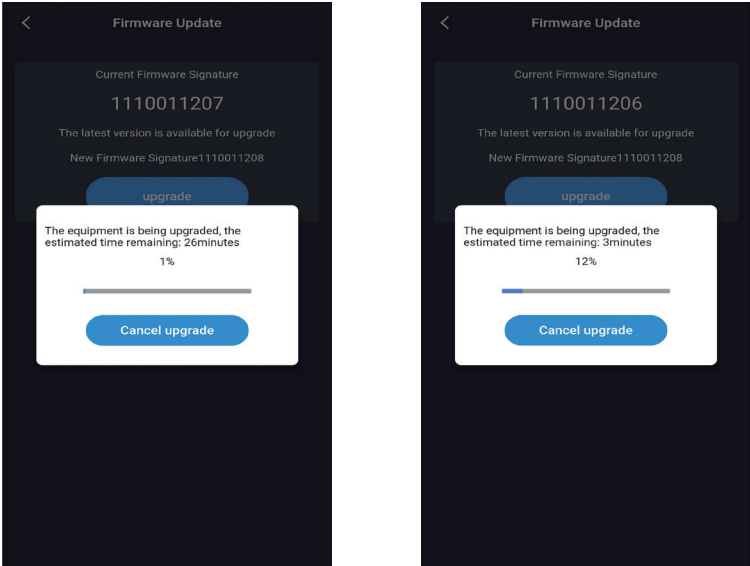 Firmware Update
Current Firmware Signature
1110011207
The latest version is available for upgrade
New Firmware Signature1110011208
upgrade
The equipment is being upgraded, the
estimated time remaining: 26minutes
1%
Cancel upgrade
Firmware Update
Current Firmware Signature
1110011206
The latest version is available for upgrade
New Firmware Signature1110011208
upgrade
The equipment is being upgraded, the
estimated time remaining: 3minutes
12%
Cancel upgrade